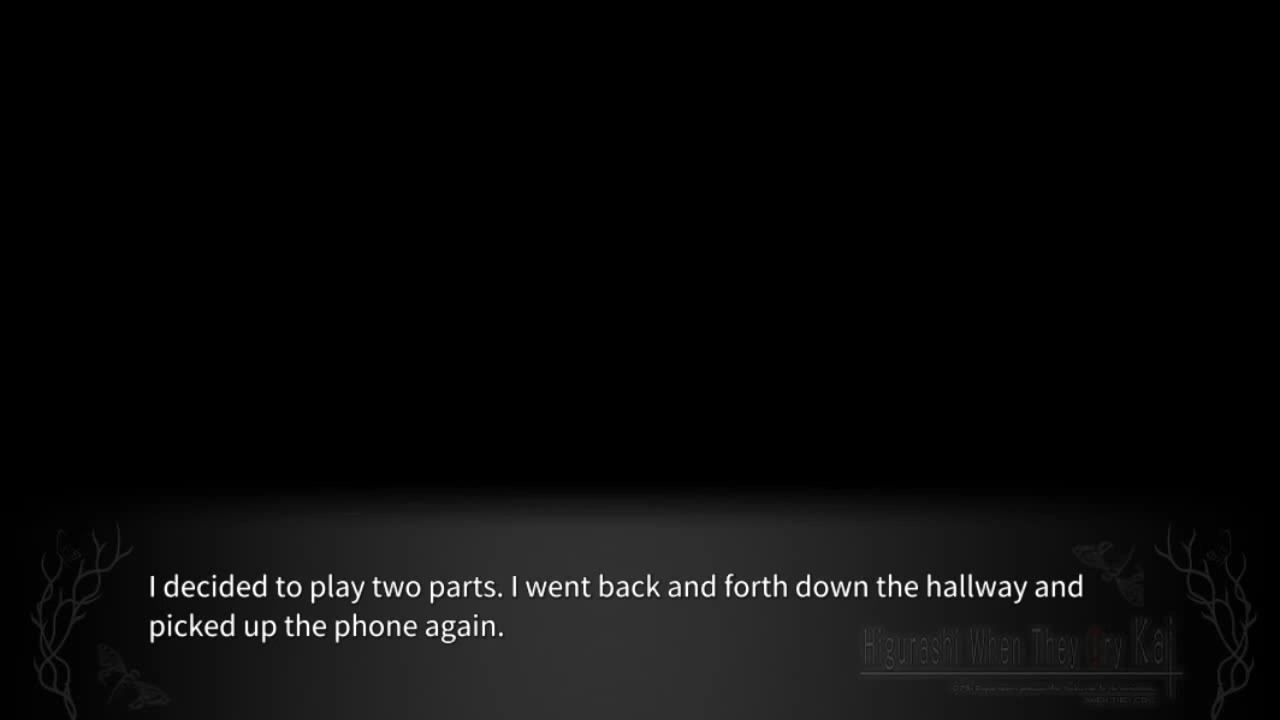 I decided to play two parts. I went back and forth down the hallway and
picked up the phone again.
Higurashi When They Cry Kai